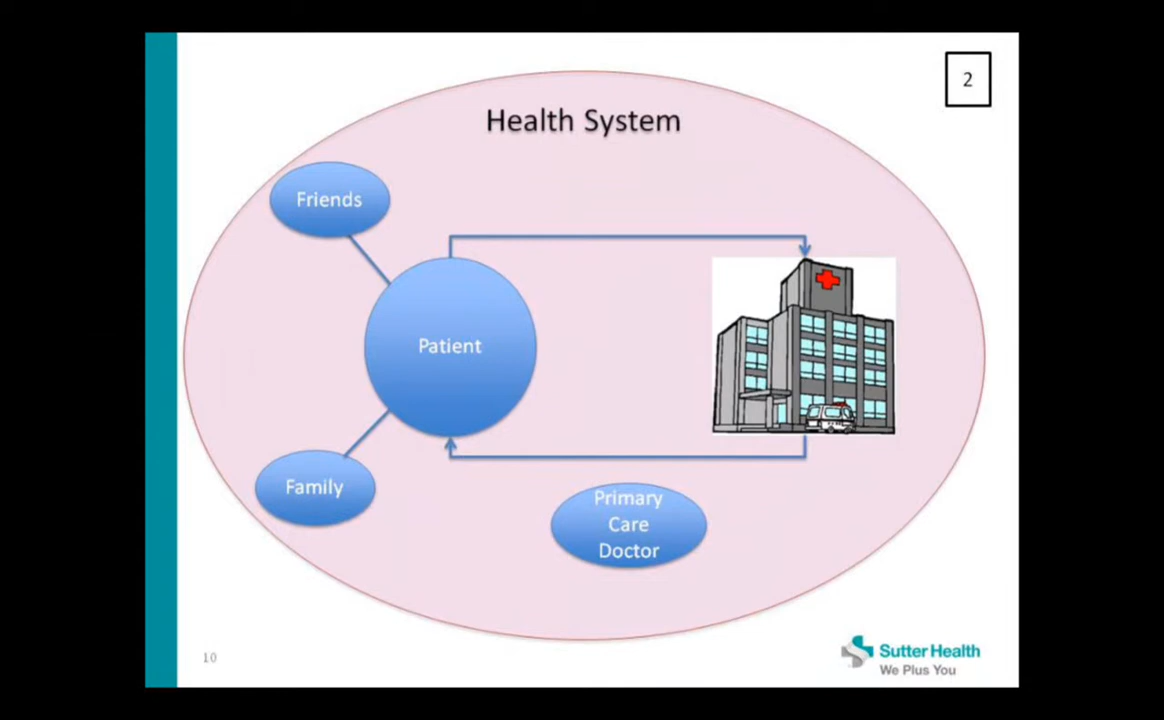 2
Health System
Friends
Patient
Family
Primary
Care
Doctor
10
Sutter Health
We Plus You